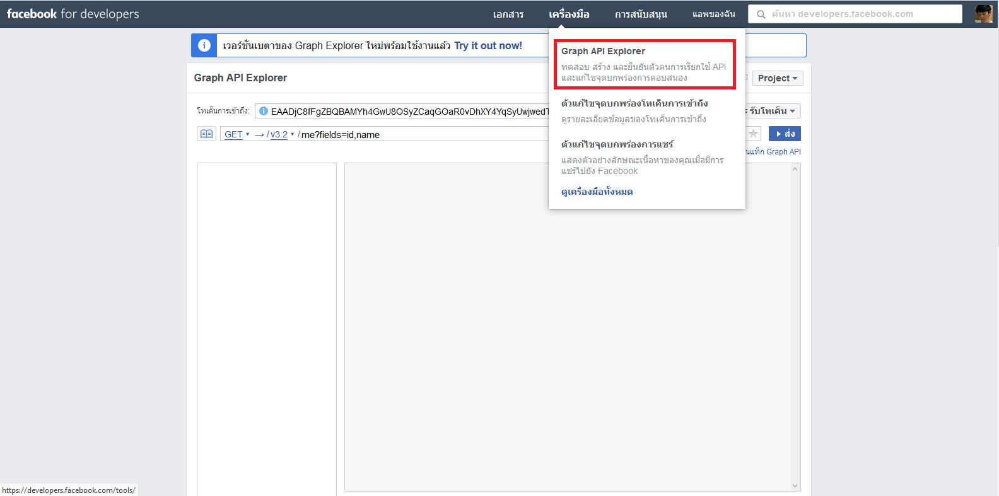 facebook for developers
เอกสาร
เครื่องมือ
การสนับสนุน
แอพของฉัน
ค้นหา developers.facebook.com
เวอร์ชั่นเบตาของ Graph Explorer ใหม่พร้อมใช้งานแล้ว Try it out now!
Graph API Explorer
Project
โทเค็นการเข้าถึง:
EAADjC8fFgZBQBAMYh4GwU8OSyZCaqGOaR0vDhXY4YqSyUwjwedT
รับโทเค็น
GET → / v3.2 / me?fields=id,name
ส่ง
Graph API
Graph API Explorer
ทดสอบ สร้าง และยืนยันตัวตนการเรียกใช้ API
และแก้ไขจุดบกพร่องการตอบสนอง
ตัวแก้ไขจุดบกพร่องโทเค็นการเข้าถึง
ดูรายละเอียดข้อมูลของโทเค็นการเข้าถึง
ตัวแก้ไขจุดบกพร่องการแชร์
แสดงตัวอย่างลักษณะเนื้อหาของคุณเมื่อมีการ
แชร์ไปยัง Facebook
ดูเครื่องมือทั้งหมด
https://developers.facebook.com/tools/